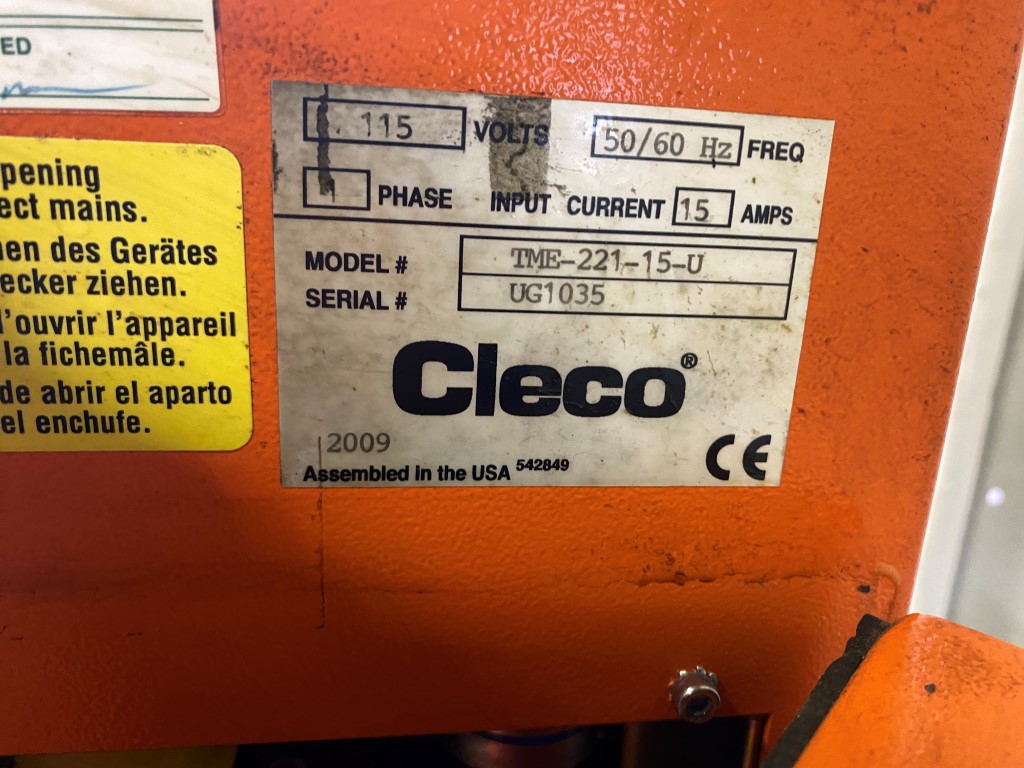 ED
pening
ect mains.
en des Gerätes
ecker ziehen.
l'ouvrir l'appareil
la fichemâle.
de abrir el aparto
el enchufe.
115 VOLTS 50/60 Hz FREQ
1 PHASE INPUT CURRENT 15 AMPS
MODEL # TME-221-15-U
SERIAL # UG1035
Cleco®
2009
Assembled in the USA 542849
CE